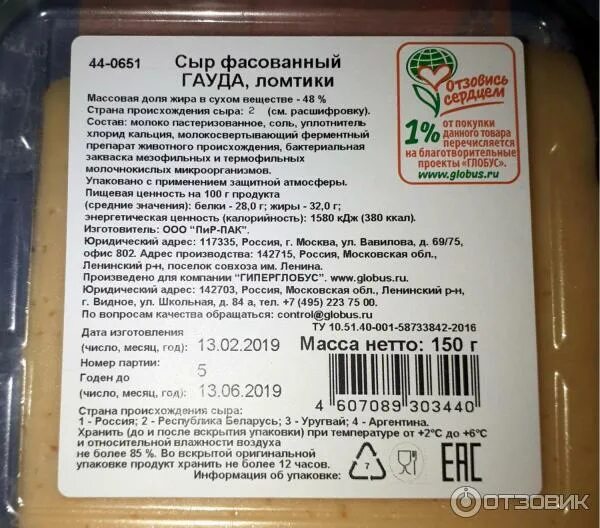 44-0651
Сыр фасованный
ГАУДА, ломтики
Отзовись
сердцем
1% от покупки
данного товара
перечисляется
на благотворительные
проекты «ГЛОБУС».
www.globus.ru
Массовая доля жира в сухом веществе - 48 %
Страна происхождения сыра: 2 (см. расшифровку).
Состав: молоко пастеризованное, соль, уплотнитель
хлорид кальция, молокосвертывающий ферментный
препарат животного происхождения, бактериальная
закваска мезофильных и термофильных
молочнокислых микроорганизмов.
Упаковано с применением защитной атмосферы.
Пищевая ценность на 100 г продукта
(средние значения): белки - 28,0 г; жиры - 32,0 г;
энергетическая ценность (калорийность): 1580 кДж (380 ккал).
Изготовитель: ООО "ПиР-ПАК".
Юридический адрес: 117335, Россия, г. Москва, ул. Вавилова, д. 69/75,
офис 802. Адрес производства: 142715, Россия, Московская обл.,
Ленинский р-н, поселок совхоза им. Ленина.
Произведено для компании "ГИПЕРГЛОБУС". www.globus.ru
Юридический адрес: 142703, Россия, Московская обл., Ленинский р-н,
г. Видное, ул. Школьная, д. 84 а, тел. +7 (495) 223 75 00.
По вопросам качества обращаться: control@globus.ru
ТУ 10.51.40-001-58733842-2016
Дата изготовления
(число, месяц, год): 13.02.2019
Масса нетто: 150 г
Номер партии: 5
Годен до
(число, месяц, год): 13.06.2019
4 607089 303440
Страна происхождения сыра:
1 - Россия; 2 - Республика Беларусь; 3 - Уругвай; 4 - Аргентина.
Хранить (до и после вскрытия упаковки) при температуре от +2°С до +6°С
и относительной влажности воздуха
не более 85 %. Во вскрытой оригинальной
упаковке продукт хранить не более 12 часов.
Информация об упаковке:
7
EAC
ОТЗОВИК